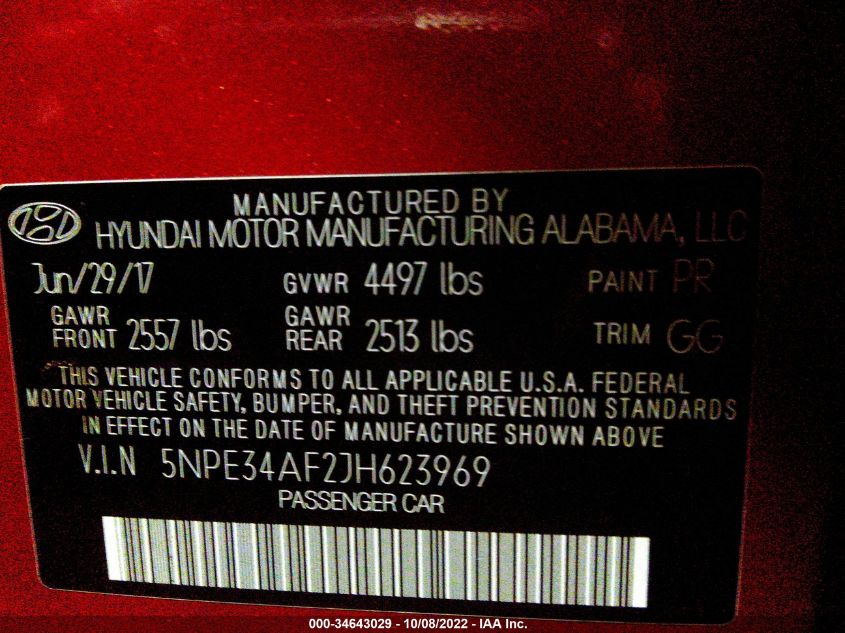 MANUFACTURED BY
HYUNDAI MOTOR MANUFACTURING ALABAMA, LLC
Jun/29/17 GVWR 4497 lbs PAINT PR
GAWR FRONT 2557 lbs GAWR REAR 2513 lbs TRIM GG
THIS VEHICLE CONFORMS TO ALL APPLICABLE U.S.A. FEDERAL
MOTOR VEHICLE SAFETY, BUMPER, AND THEFT PREVENTION STANDARDS
IN EFFECT ON THE DATE OF MANUFACTURE SHOWN ABOVE
V.I.N 5NPE34AF2JH623969
PASSENGER CAR
000-34643029 - 10/08/2022 - IAA Inc.